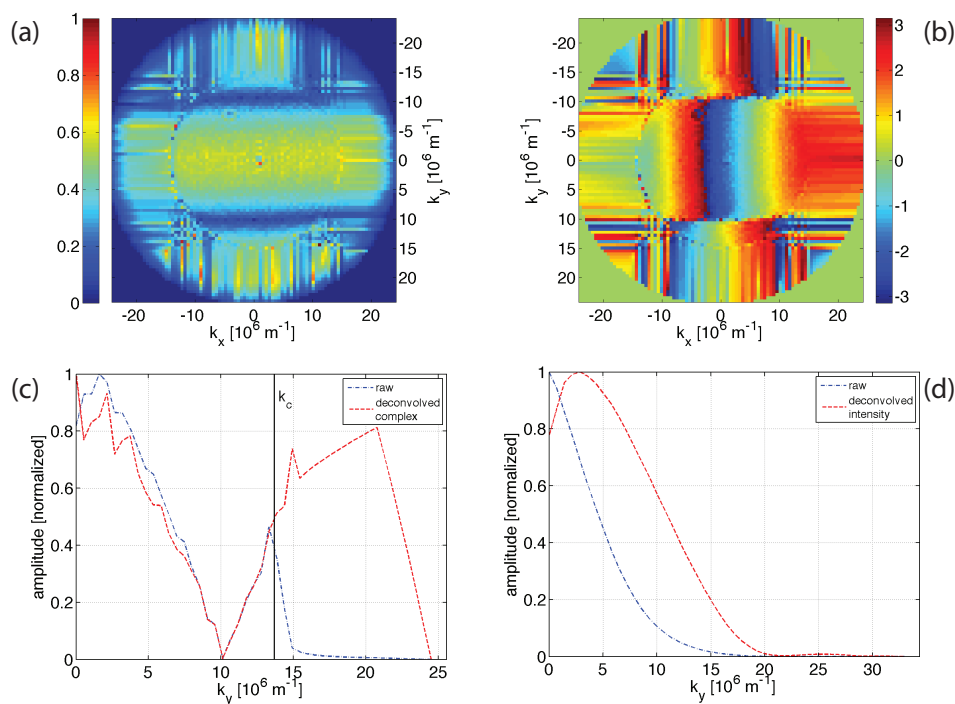 (a)
1
0.8
0.6
0.4
0.2
0
-20
-15
-10
-5
0
5
10
15
20
k_y [10^6 m^-1]
-20 -10 0 10 20
k_x [10^6 m^-1]
(b)
k_y [10^6 m^-1]
-20
-15
-10
-5
0
5
10
15
20
3
2
1
0
-1
-2
-3
-20 -10 0 10 20
k_x [10^6 m^-1]
(c)
amplitude [normalized]
1
0.8
0.6
0.4
0.2
0
k_c
raw
deconvolved
complex
0 5 10 15 20 25
k_y [10^6 m^-1]
(d)
amplitude [normalized]
1
0.8
0.6
0.4
0.2
0
raw
deconvolved
intensity
0 5 10 15 20 25 30
k_y [10^6 m^-1]